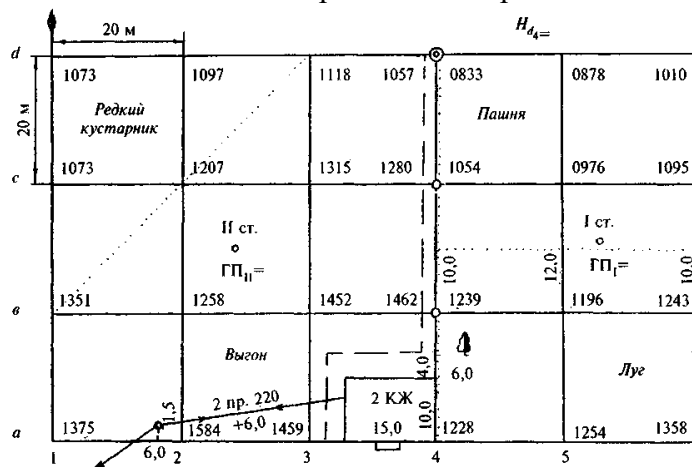 20 м
H d4=
d
1073 1097 1118 1057 0833 0878 1010
Редкий
кустарник
Пашня
20 м
1073 1207 1315 1280 1054 0976 1095
с
II ст.
ГПII=
I ст.
ГПI=
10,0 12,0 10,0
1351 1258 1452 1462 1239 1196 1243
в
Выгон
4,0
6,0
Луг
2 пр. 220
+6,0
2 КЖ
1,5
10,0
15,0
1375 1584 1459 1228 1254 1358
а
6,0
1 2 3 4 5